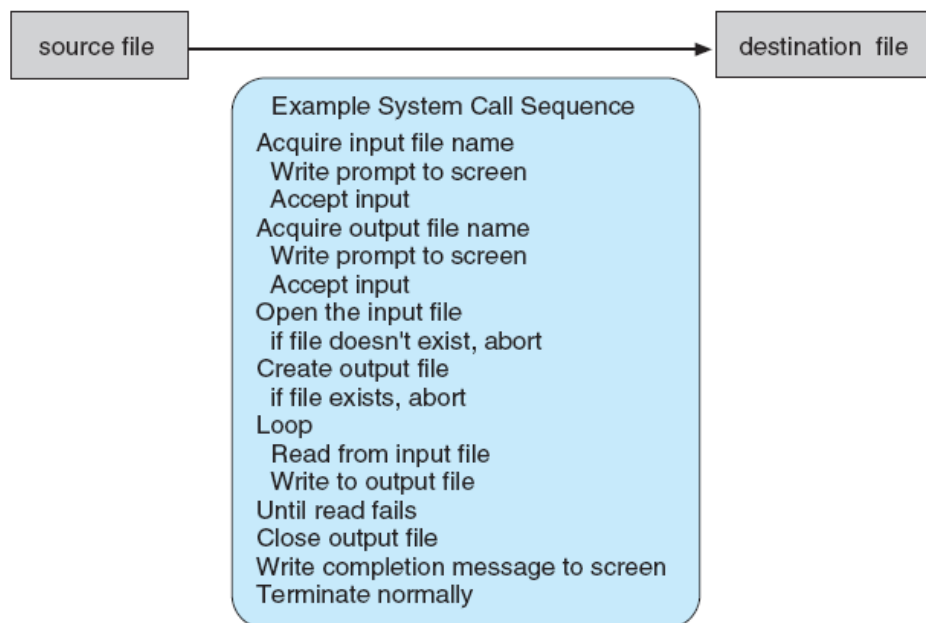 source file
destination file
Example System Call Sequence
Acquire input file name
Write prompt to screen
Accept input
Acquire output file name
Write prompt to screen
Accept input
Open the input file
if file doesn't exist, abort
Create output file
if file exists, abort
Loop
Read from input file
Write to output file
Until read fails
Close output file
Write completion message to screen
Terminate normally